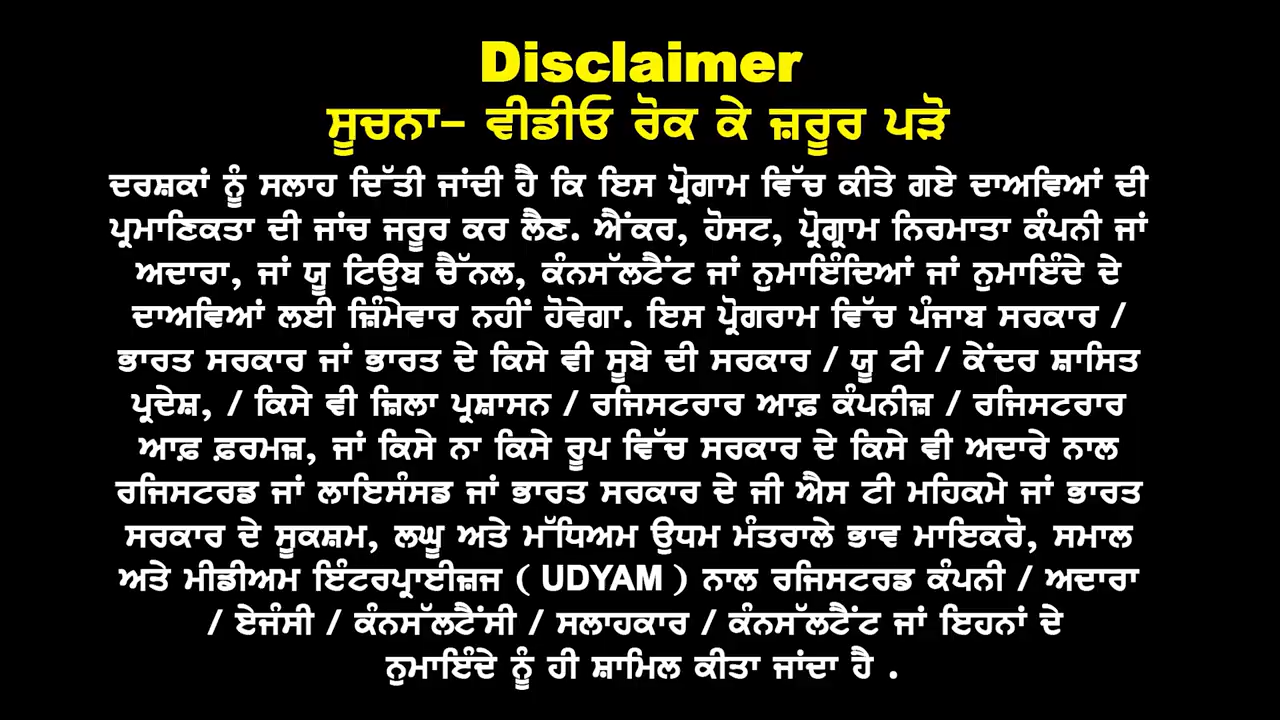 Disclaimer
ਸੂਚਨਾ- ਵੀਡੀਓ ਰੋਕ ਕੇ ਜ਼ਰੂਰ ਪੜੋ
ਦਰਸ਼ਕਾਂ ਨੂੰ ਸਲਾਹ ਦਿੱਤੀ ਜਾਂਦੀ ਹੈ ਕਿ ਇਸ ਪ੍ਰੋਗਾਮ ਵਿੱਚ ਕੀਤੇ ਗਏ ਦਾਅਵਿਆਂ ਦੀ
ਪ੍ਰਮਾਣਿਕਤਾ ਦੀ ਜਾਂਚ ਜਰੂਰ ਕਰ ਲੈਣ. ਐਂਕਰ, ਹੋਸਟ, ਪ੍ਰੋਗ੍ਰਾਮ ਨਿਰਮਾਤਾ ਕੰਪਨੀ ਜਾਂ
ਅਦਾਰਾ, ਜਾਂ ਯੂ ਟਿਉਬ ਚੈੱਨਲ, ਕੰਨਸੱਲਟੈਂਟ ਜਾਂ ਨੁਮਾਇੰਦਿਆਂ ਜਾਂ ਨੁਮਾਇੰਦੇ ਦੇ
ਦਾਅਵਿਆਂ ਲਈ ਜ਼ਿੰਮੇਵਾਰ ਨਹੀਂ ਹੋਵੇਗਾ. ਇਸ ਪ੍ਰੋਗਰਾਮ ਵਿੱਚ ਪੰਜਾਬ ਸਰਕਾਰ /
ਭਾਰਤ ਸਰਕਾਰ ਜਾਂ ਭਾਰਤ ਦੇ ਕਿਸੇ ਵੀ ਸੂਬੇ ਦੀ ਸਰਕਾਰ / ਯੂ ਟੀ / ਕੇਂਦਰ ਸ਼ਾਸਿਤ
ਪ੍ਰਦੇਸ਼, / ਕਿਸੇ ਵੀ ਜ਼ਿਲਾ ਪ੍ਰਸ਼ਾਸਨ / ਰਜਿਸਟਰਾਰ ਆਫ਼ ਕੰਪਨੀਜ਼ / ਰਜਿਸਟਰਾਰ
ਆਫ਼ ਫ਼ਰਮਜ਼, ਜਾਂ ਕਿਸੇ ਨਾ ਕਿਸੇ ਰੂਪ ਵਿੱਚ ਸਰਕਾਰ ਦੇ ਕਿਸੇ ਵੀ ਅਦਾਰੇ ਨਾਲ
ਰਜਿਸਟਰਡ ਜਾਂ ਲਾਇਸੰਸਡ ਜਾਂ ਭਾਰਤ ਸਰਕਾਰ ਦੇ ਜੀ ਐਸ ਟੀ ਮਹਿਕਮੇ ਜਾਂ ਭਾਰਤ
ਸਰਕਾਰ ਦੇ ਸੂਕਸ਼ਮ, ਲਘੂ ਅਤੇ ਮੱਧਿਅਮ ਉਧਮ ਮੰਤਰਾਲੇ ਭਾਵ ਮਾਇਕਰੋ, ਸਮਾਲ
ਅਤੇ ਮੀਡੀਅਮ ਇੰਟਰਪ੍ਰਾਈਜ਼ਜ ( UDYAM ) ਨਾਲ ਰਜਿਸਟਰਡ ਕੰਪਨੀ / ਅਦਾਰਾ
/ ਏਜੰਸੀ / ਕੰਨਸੱਲਟੈਂਸੀ / ਸਲਾਹਕਾਰ / ਕੰਨਸੱਲਟੈਂਟ ਜਾਂ ਇਹਨਾਂ ਦੇ
ਨੁਮਾਇੰਦੇ ਨੂੰ ਹੀ ਸ਼ਾਮਿਲ ਕੀਤਾ ਜਾਂਦਾ ਹੈ .